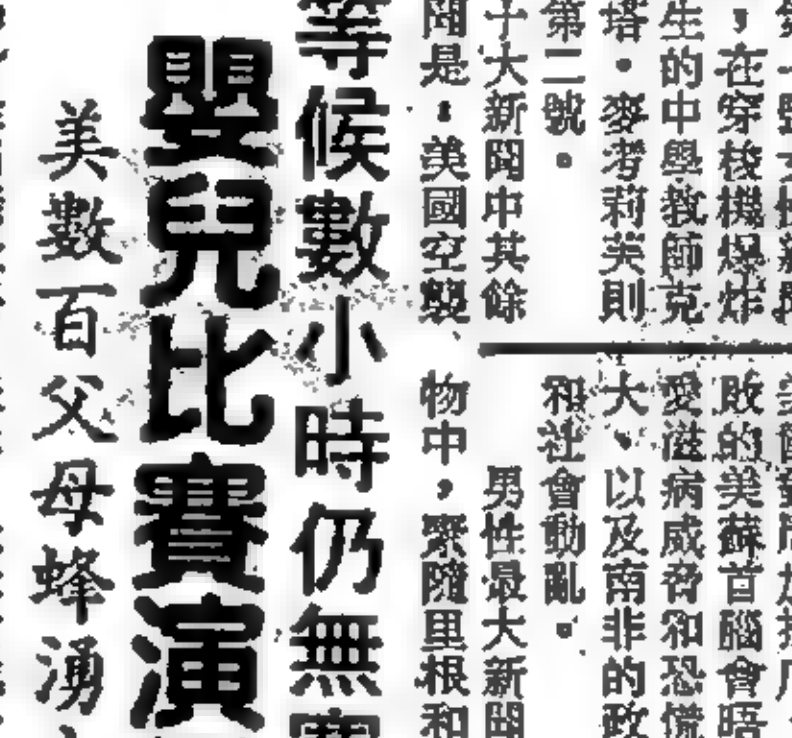 ，在穿梭機爆炸
生的中學教師克
塔。麥考莉芙則
第二號。
十大新聞中其餘
聞是：美國空襲
敗的美蘇首腦會晤
愛滋病威脅和恐慌
大、以及南非的政
和社會動亂。
男性最大新聞
物中，緊隨里根和
等候數小時仍無
嬰兒比賽演
美數百父母蜂湧